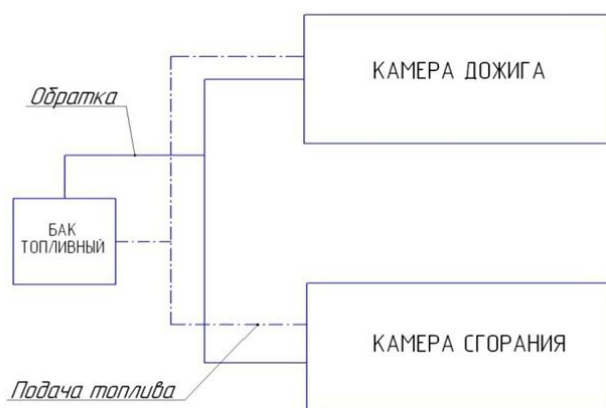 КАМЕРА ДОЖИГА
Обратка
БАК
ТОПЛИВНЫЙ
КАМЕРА СГОРАНИЯ
Подача топлива